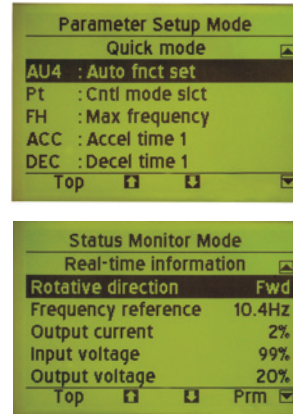 Parameter Setup Mode
Quick mode
AU4 : Auto fnct set
Pt : Cntl mode slct
FH : Max frequency
ACC : Accel time 1
DEC : Decel time 1
Top
Status Monitor Mode
Real-time information
Rotative direction Fwd
Frequency reference 10.4Hz
Output current 2%
Input voltage 99%
Output voltage 20%
Top Prm